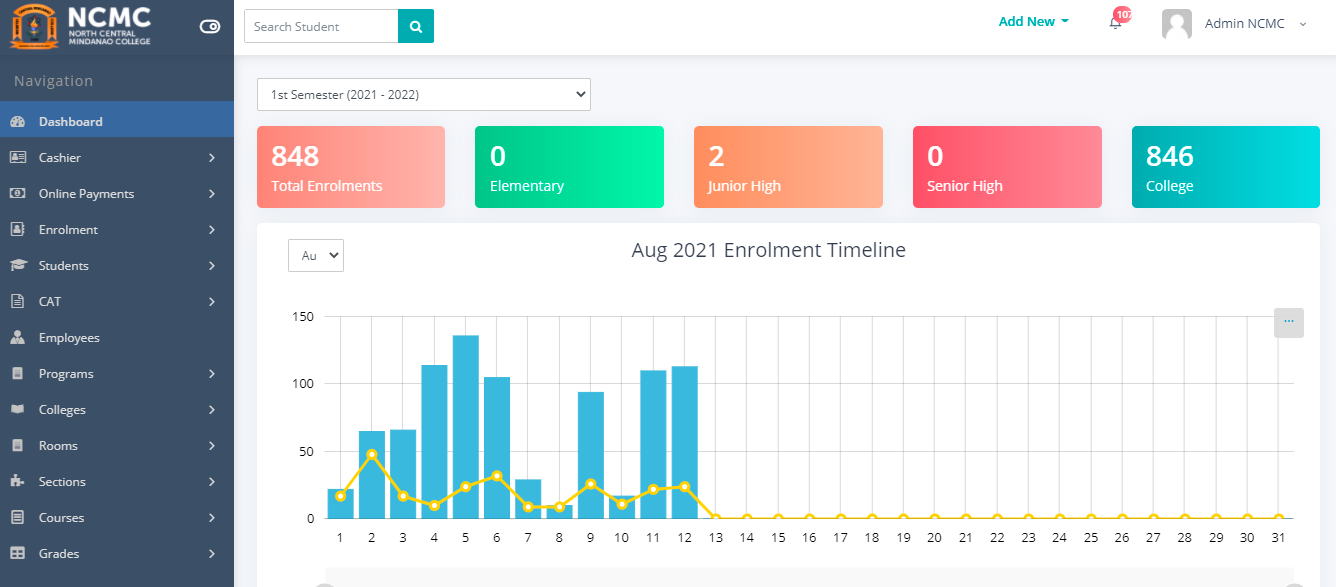 NCMC
NORTH CENTRAL
MINDANAO COLLEGE
Search Student
Add New
107
Admin NCMC
Navigation
Dashboard
Cashier
Online Payments
Enrolment
Students
CAT
Employees
Programs
Colleges
Rooms
Sections
Courses
Grades
1st Semester (2021 - 2022)
848
Total Enrolments
0
Elementary
2
Junior High
0
Senior High
846
College
Au
Aug 2021 Enrolment Timeline
...
150
100
50
0
1 2 3 4 5 6 7 8 9 10 11 12 13 14 15 16 17 18 19 20 21 22 23 24 25 26 27 28 29 30 31